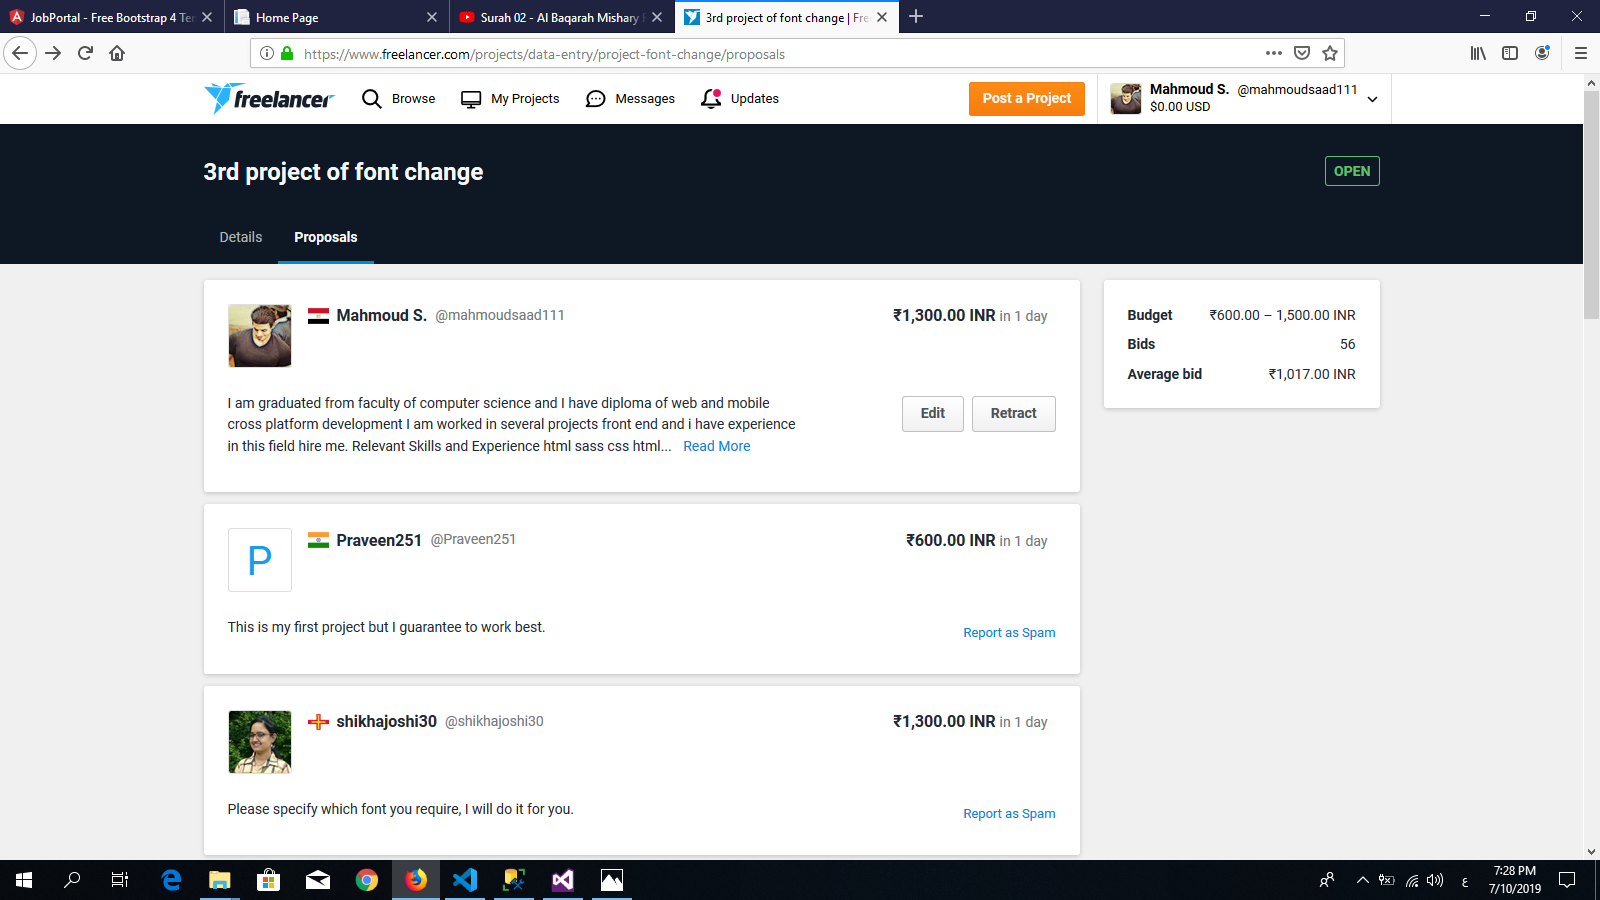 JobPortal - Free Bootstrap 4 Ter
Home Page
Surah 02 - Al Baqarah Mishary
3rd project of font change | Fre
https://www.freelancer.com/projects/data-entry/project-font-change/proposals
freelancer
Browse
My Projects
Messages
Updates
Post a Project
Mahmoud S. @mahmoudsaad111
$0.00 USD
3rd project of font change
OPEN
Details
Proposals
Mahmoud S. @mahmoudsaad111
₹1,300.00 INR in 1 day
I am graduated from faculty of computer science and I have diploma of web and mobile
cross platform development I am worked in several projects front end and i have experience
in this field hire me. Relevant Skills and Experience html sass css html... Read More
Edit
Retract
Budget ₹600.00 – 1,500.00 INR
Bids 56
Average bid ₹1,017.00 INR
P
Praveen251 @Praveen251
₹600.00 INR in 1 day
This is my first project but I guarantee to work best.
Report as Spam
shikhajoshi30 @shikhajoshi30
₹1,300.00 INR in 1 day
Please specify which font you require, I will do it for you.
Report as Spam
ع
7:28 PM
7/10/2019